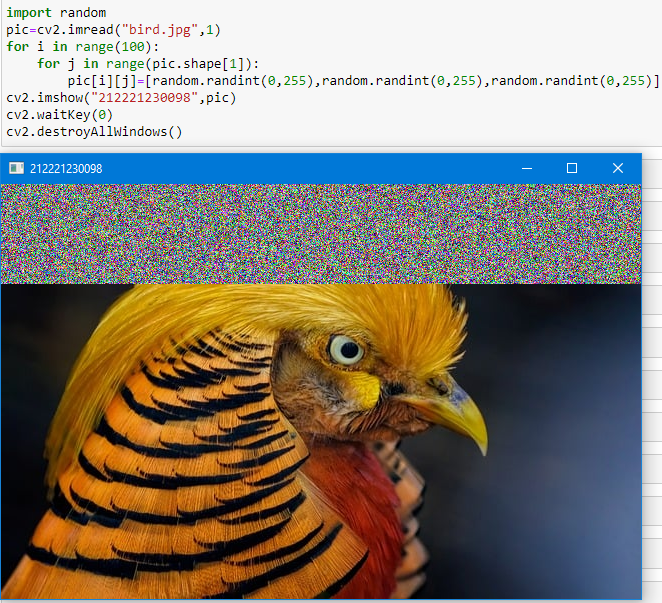 import random
pic=cv2.imread("bird.jpg",1)
for i in range(100):
    for j in range(pic.shape[1]):
        pic[i][j]=[random.randint(0,255),random.randint(0,255),random.randint(0,255)]
cv2.imshow("212221230098",pic)
cv2.waitKey(0)
cv2.destroyAllWindows()
212221230098